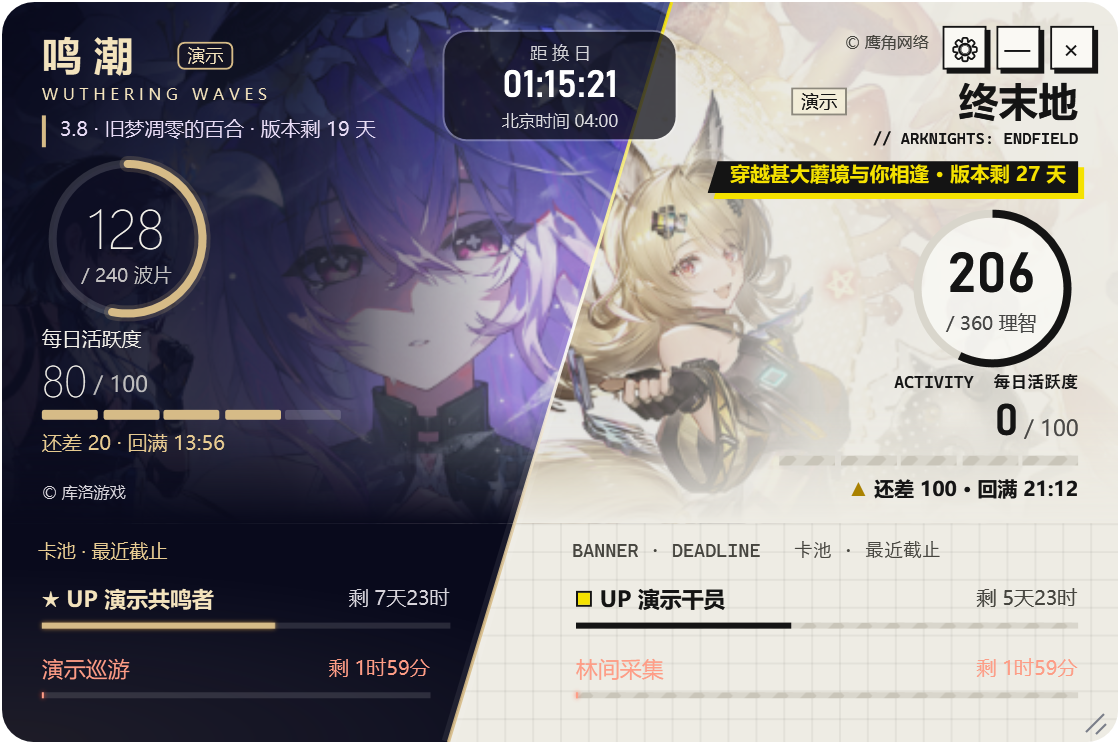 鸣潮 演示
WUTHERING WAVES
3.8 · 旧梦凋零的百合 · 版本剩 19 天
128
/ 240 波片
每日活跃度
80 / 100
还差 20 · 回满 13:56
© 库洛游戏
距换日
01:15:21
北京时间 04:00
© 鹰角网络
演示 终末地
// ARKNIGHTS: ENDFIELD
穿越甚大蘑境与你相逢 • 版本剩 27 天
206
/ 360 理智
ACTIVITY 每日活跃度
0 / 100
▲ 还差 100 • 回满 21:12
卡池 · 最近截止
★ UP 演示共鸣者 剩 7天23时
演示巡游 剩 1时59分
BANNER · DEADLINE 卡池 · 最近截止
UP 演示干员 剩 5天23时
林间采集 剩 1时59分